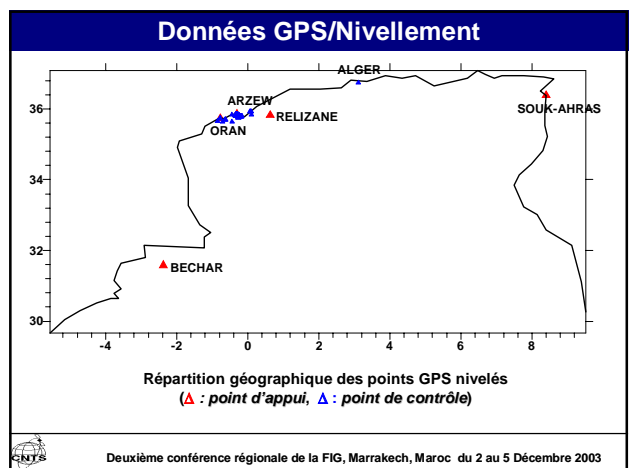 Données GPS/Nivellement
ALGER
ARZEW
SOUK-AHRAS
RELIZANE
ORAN
BECHAR
36
34
32
30
-4 -2 0 2 4 6 8
Répartition géographique des points GPS nivelés
(Δ : point d'appui, Δ : point de contrôle)
CNTS
Deuxième conférence régionale de la FIG, Marrakech, Maroc du 2 au 5 Décembre 2003